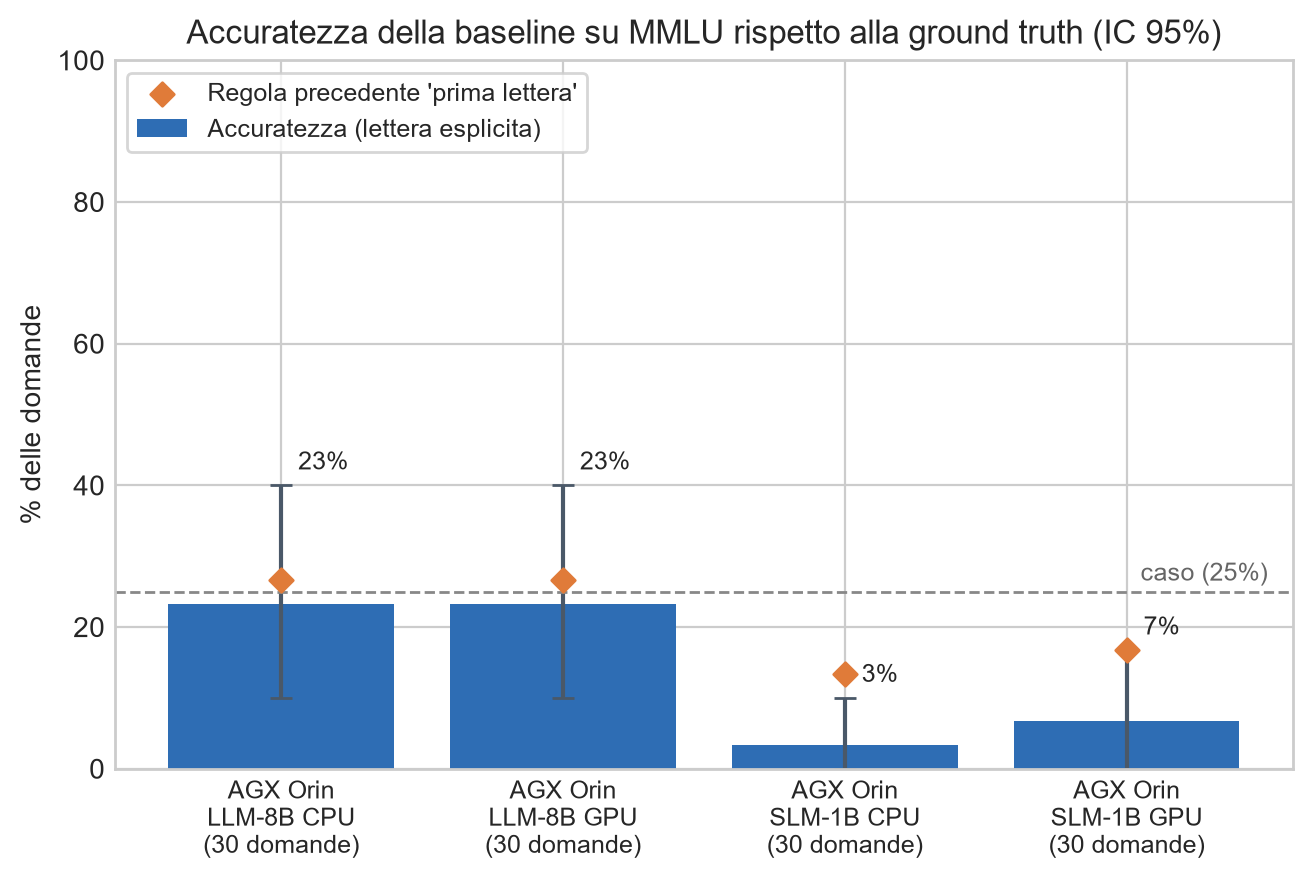 Accuratezza della baseline su MMLU rispetto alla ground truth (IC 95%)
Regola precedente 'prima lettera'
Accuratezza (lettera esplicita)
% delle domande
100
80
60
40
20
0
23%
23%
3%
7%
caso (25%)
AGX Orin
LLM-8B CPU
(30 domande)
AGX Orin
LLM-8B GPU
(30 domande)
AGX Orin
SLM-1B CPU
(30 domande)
AGX Orin
SLM-1B GPU
(30 domande)